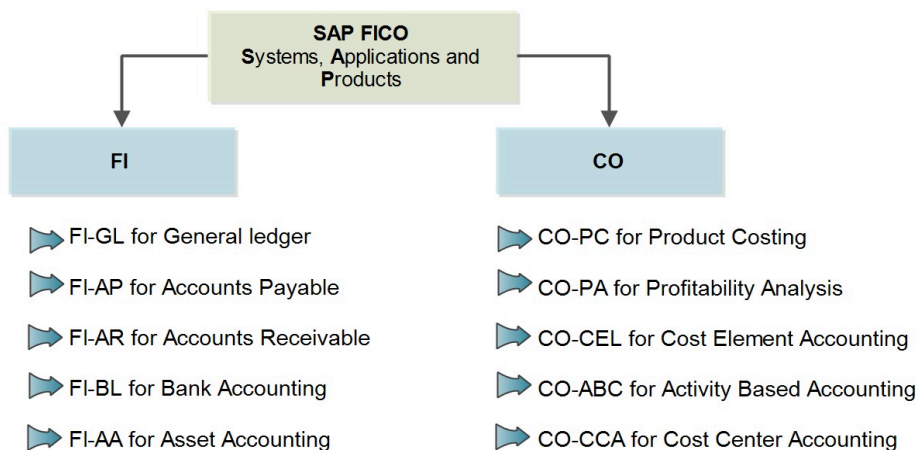 SAP FICO
Systems, Applications and
Products
FI
CO
FI-GL for General ledger
FI-AP for Accounts Payable
FI-AR for Accounts Receivable
FI-BL for Bank Accounting
FI-AA for Asset Accounting
CO-PC for Product Costing
CO-PA for Profitability Analysis
CO-CEL for Cost Element Accounting
CO-ABC for Activity Based Accounting
CO-CCA for Cost Center Accounting